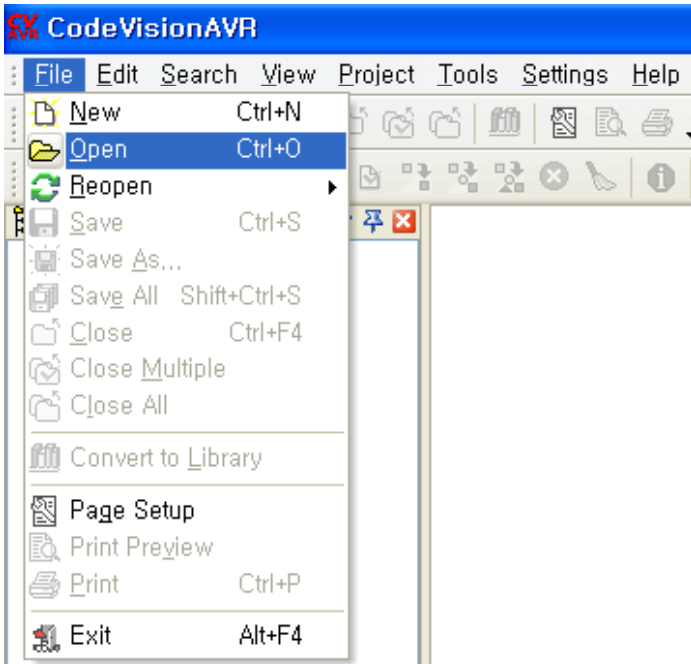 CV AVR CodeVisionAVR
File Edit Search View Project Tools Settings Help
New Ctrl+N
Open Ctrl+O
Reopen
Save Ctrl+S
Save As...
Save All Shift+Ctrl+S
Close Ctrl+F4
Close Multiple
Close All
Convert to Library
Page Setup
Print Preview
Print Ctrl+P
Exit Alt+F4